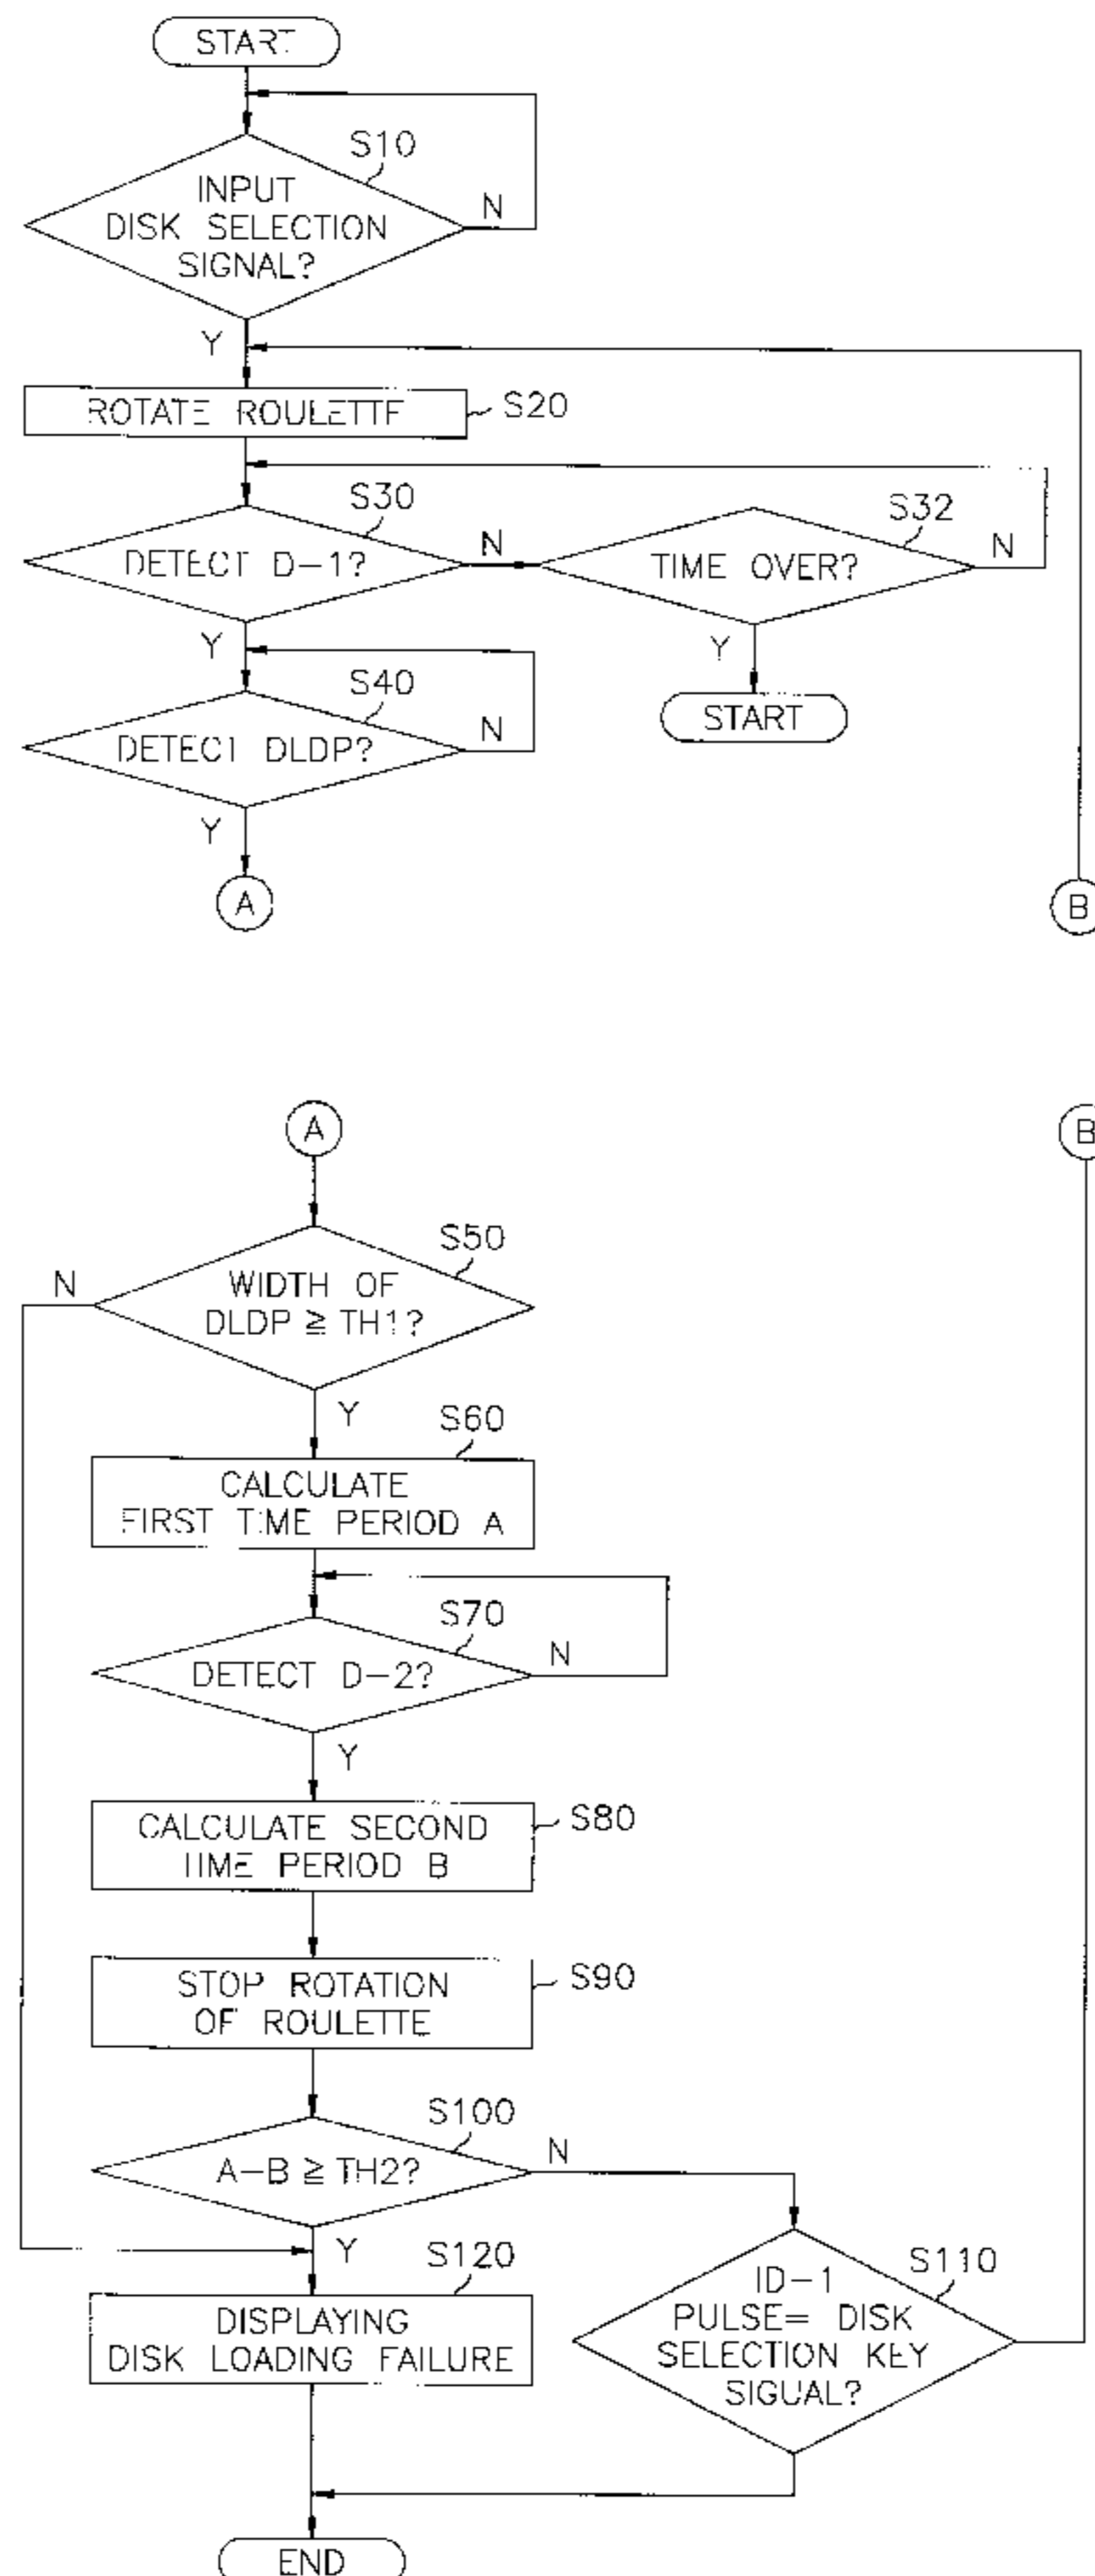 START
S10
INPUT
DISK SELECTION
SIGNAL?
N
Y
ROTATE ROULETTE
S20
S30
DETECT D-1?
N
S32
TIME OVER?
N
Y
Y
START
S40
DETECT DLDP?
N
Y
A
B
A
B
S50
N
WIDTH OF
DLDP ≧ TH1?
Y
S60
CALCULATE
FIRST TIME PERIOD A
S70
DETECT D-2?
N
Y
CALCULATE SECOND
TIME PERIOD B
S80
STOP ROTATION
OF ROULETTE
S90
S100
A-B ≧ TH2?
N
Y
S120
DISPLAYING
DISK LOADING FAILURE
S110
ID-1
PULSE= DISK
SELECTION KEY
SIGUAL?
END